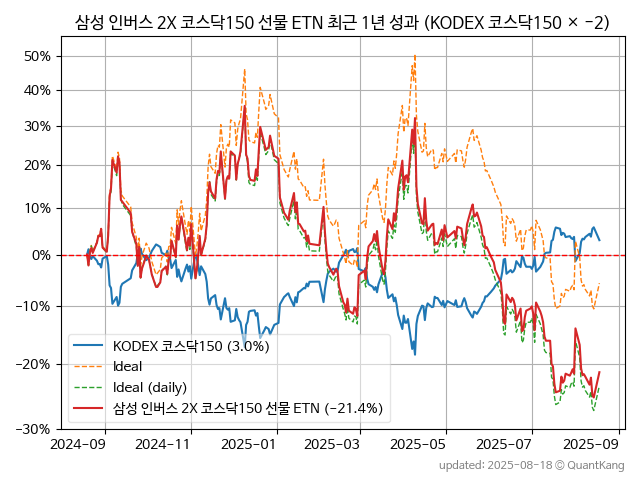 삼성 인버스 2X 코스닥150 선물 ETN 최근 1년 성과 (KODEX 코스닥150 × −2)
50%
40%
30%
20%
10%
0%
−10%
−20%
−30%
KODEX 코스닥150 (3.0%)
Ideal
Ideal (daily)
삼성 인버스 2X 코스닥150 선물 ETN (−21.4%)
2024-09
2024-11
2025-01
2025-03
2025-05
2025-07
2025-09
updated: 2025-08-18 © QuantKang